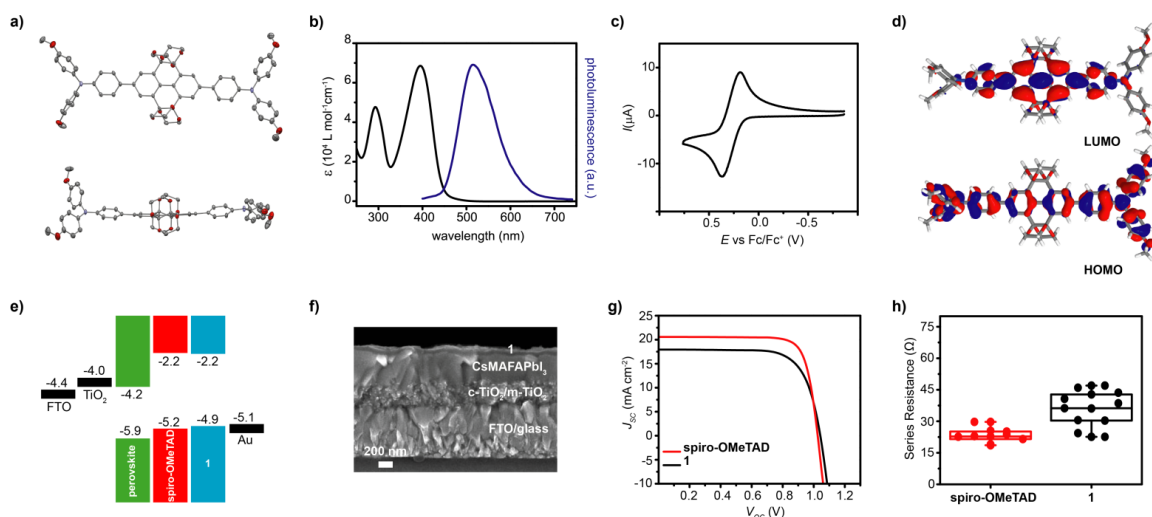 a)
b)
ε (10⁴ L mol⁻¹cm⁻¹)
7
6
5
4
3
2
1
0
300 400 500 600 700
wavelength (nm)
photoluminescence (a.u.)
c)
I(μA)
10
0
-10
0.5 0.0 -0.5
E vs Fc/Fc⁺ (V)
d)
LUMO
HOMO
e)
-2.2 -2.2
-4.4 -4.0
FTO TiO₂ -4.2
-5.9 -5.2 -4.9 -5.1
Au
perovskite
spiro-OMeTAD
1
f)
1
CsMAFAPbI₃
c-TiO₂/m-TiO₂
FTO/glass
200 nm
g)
J_SC (mA cm⁻²)
25
20
15
10
5
0
-5
-10
spiro-OMeTAD
1
0.2 0.4 0.6 0.8 1.0 1.2
V_OC (V)
h)
Series Resistance (Ω)
75
60
45
30
15
0
spiro-OMeTAD 1